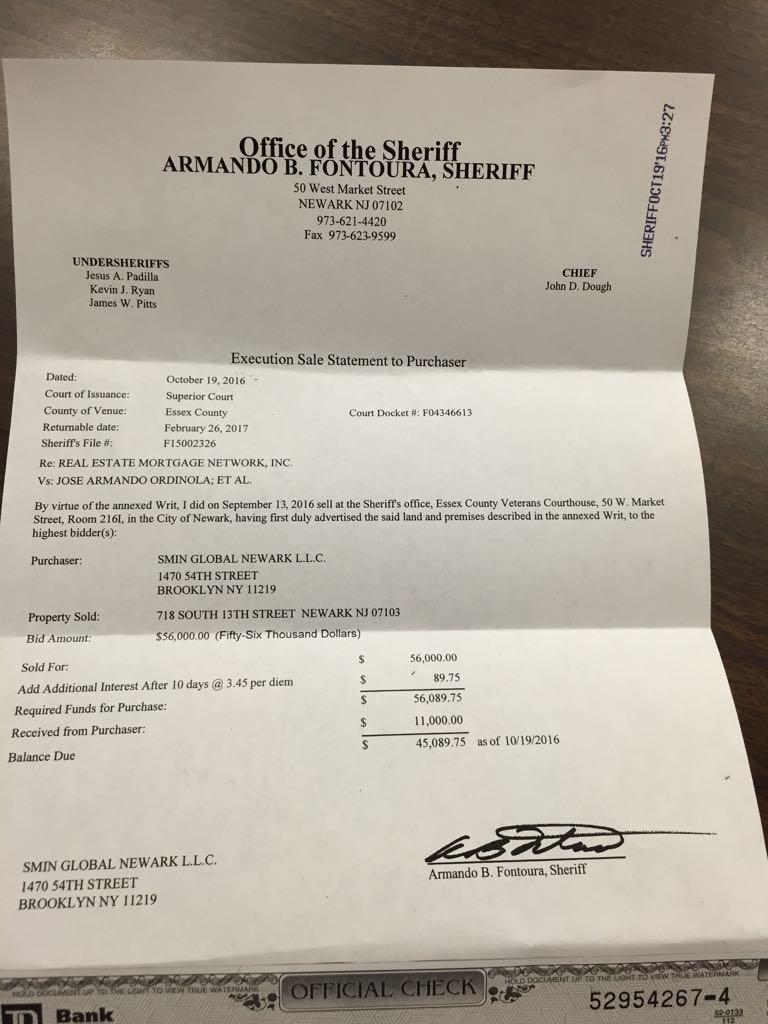 SHERIFFOCT19'16PM3:27
Office of the Sheriff
ARMANDO B. FONTOURA, SHERIFF
50 West Market Street
NEWARK NJ 07102
973-621-4420
Fax 973-623-9599
UNDERSHERIFFS
Jesus A. Padilla
Kevin J. Ryan
James W. Pitts
CHIEF
John D. Dough
Execution Sale Statement to Purchaser
Dated: October 19, 2016 -
Court of Issuance: Superior Court
County of Venue: Essex County Court Docket #: F04346613
Returnable date: February 26, 2017
Sheriff's File #: F15002326
Re: REAL ESTATE MORTGAGE NETWORK, INC.
Vs: JOSE ARMANDO ORDINOLA; ET AL.
By virtue of the annexed Writ, I did on September 13, 2016 sell at the Sheriff's office, Essex County Veterans Courthouse, 50 W. Market
Street, Room 216I, in the City of Newark, having first duly advertised the said land and premises described in the annexed Writ, to the
highest bidder(s):
Purchaser: SMIN GLOBAL NEWARK L.L.C.
1470 54TH STREET
BROOKLYN NY 11219
Property Sold: 718 SOUTH 13TH STREET NEWARK NJ 07103
Bid Amount: $56,000.00 (Fifty-Six Thousand Dollars)
Sold For: $ 56,000.00
Add Additional Interest After 10 days @ 3.45 per diem $ 89.75
Required Funds for Purchase: $ 56,089.75
Received from Purchaser: $ 11,000.00
Balance Due $ 45,089.75 as of 10/19/2016
Armando B. Fontoura, Sheriff
SMIN GLOBAL NEWARK L.L.C.
1470 54TH STREET
BROOKLYN NY 11219
HOLD DOCUMENT UP TO THE LIGHT TO VIEW TRUE WATERMARK
OFFICIAL CHECK
HOLD DOCUMENT UP TO THE LIGHT TO VIEW TRUE WATERMARK
Bank
52954267-4
52-0133
112